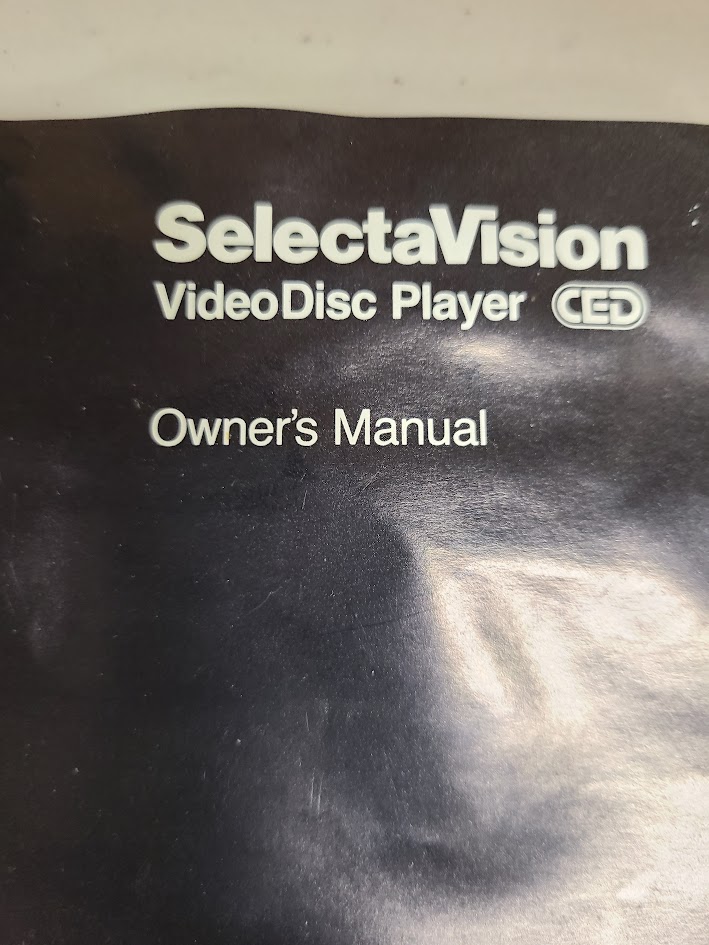 SelectaVision
VideoDisc Player CED
Owner's Manual